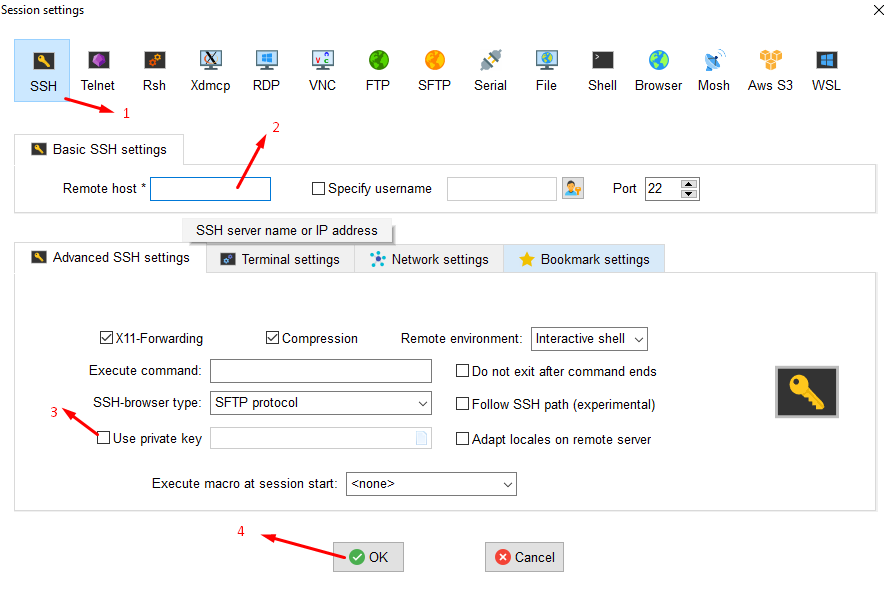 Session settings
SSH Telnet Rsh Xdmcp RDP VNC FTP SFTP Serial File Shell Browser Mosh Aws S3 WSL
1
2
Basic SSH settings
Remote host * Specify username Port 22
SSH server name or IP address
Advanced SSH settings Terminal settings Network settings Bookmark settings
X11-Forwarding Compression Remote environment: Interactive shell
Execute command: Do not exit after command ends
SSH-browser type: SFTP protocol Follow SSH path (experimental)
3
Use private key Adapt locales on remote server
Execute macro at session start: <none>
4
OK Cancel